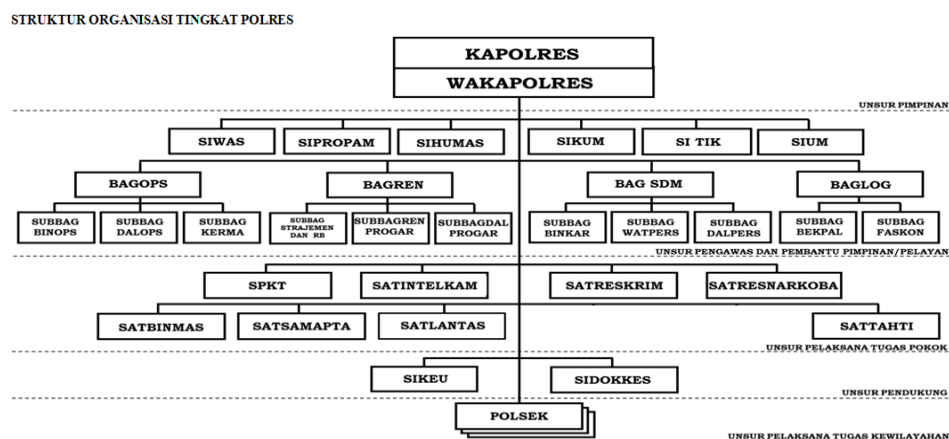 STRUKTUR ORGANISASI TINGKAT POLRES
KAPOLRES
WAKAPOLRES
UNSUR PIMPINAN
SIWAS
SIPROPAM
SIHUMAS
SIKUM
SI TIK
SIUM
BAGOPS
BAGREN
BAG SDM
BAGLOG
SUBBAG
BINOPS
SUBBAG
DALOPS
SUBBAG
KERMA
SUBBAG
STRAJEMEN
DAN RB
SUBBAGREN
PROGAR
SUBBAGDAL
PROGAR
SUBBAG
BINKAR
SUBBAG
WATPERS
SUBBAG
DALPERS
SUBBAG
BEKPAL
SUBBAG
FASKON
UNSUR PENGAWAS DAN PEMBANTU PIMPINAN/PELAYAN
SPKT
SATINTELKAM
SATRESKRIM
SATRESNARKOBA
SATBINMAS
SATSAMAPTA
SATLANTAS
SATTAHTI
UNSUR PELAKSANA TUGAS POKOK
SIKEU
SIDOKKES
UNSUR PENDUKUNG
POLSEK
UNSUR PELAKSANA TUGAS KEWILAYAHAN